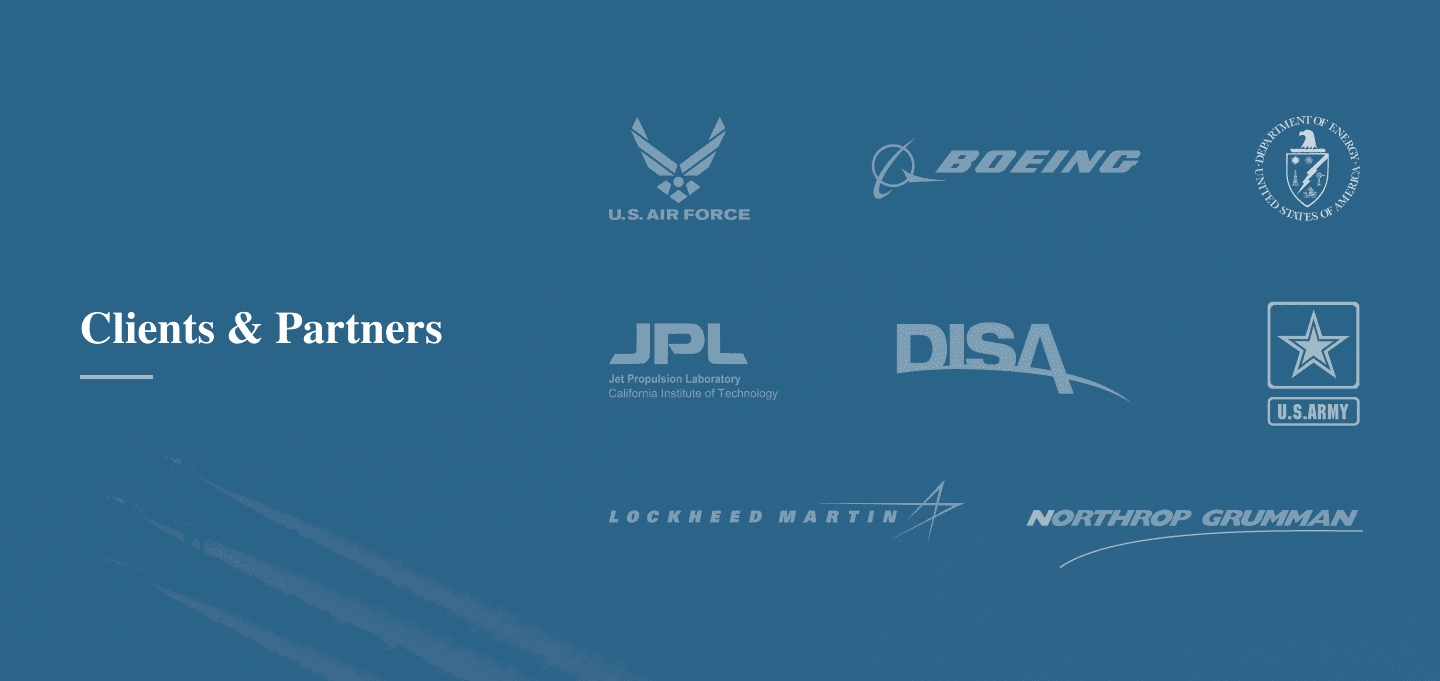 Clients & Partners
U.S. AIR FORCE
BOEING
·DEPARTMENT OF ENERGY·
UNITED STATES OF AMERICA
JPL
Jet Propulsion Laboratory
California Institute of Technology
DISA
U.S.ARMY
LOCKHEED MARTIN
NORTHROP GRUMMAN